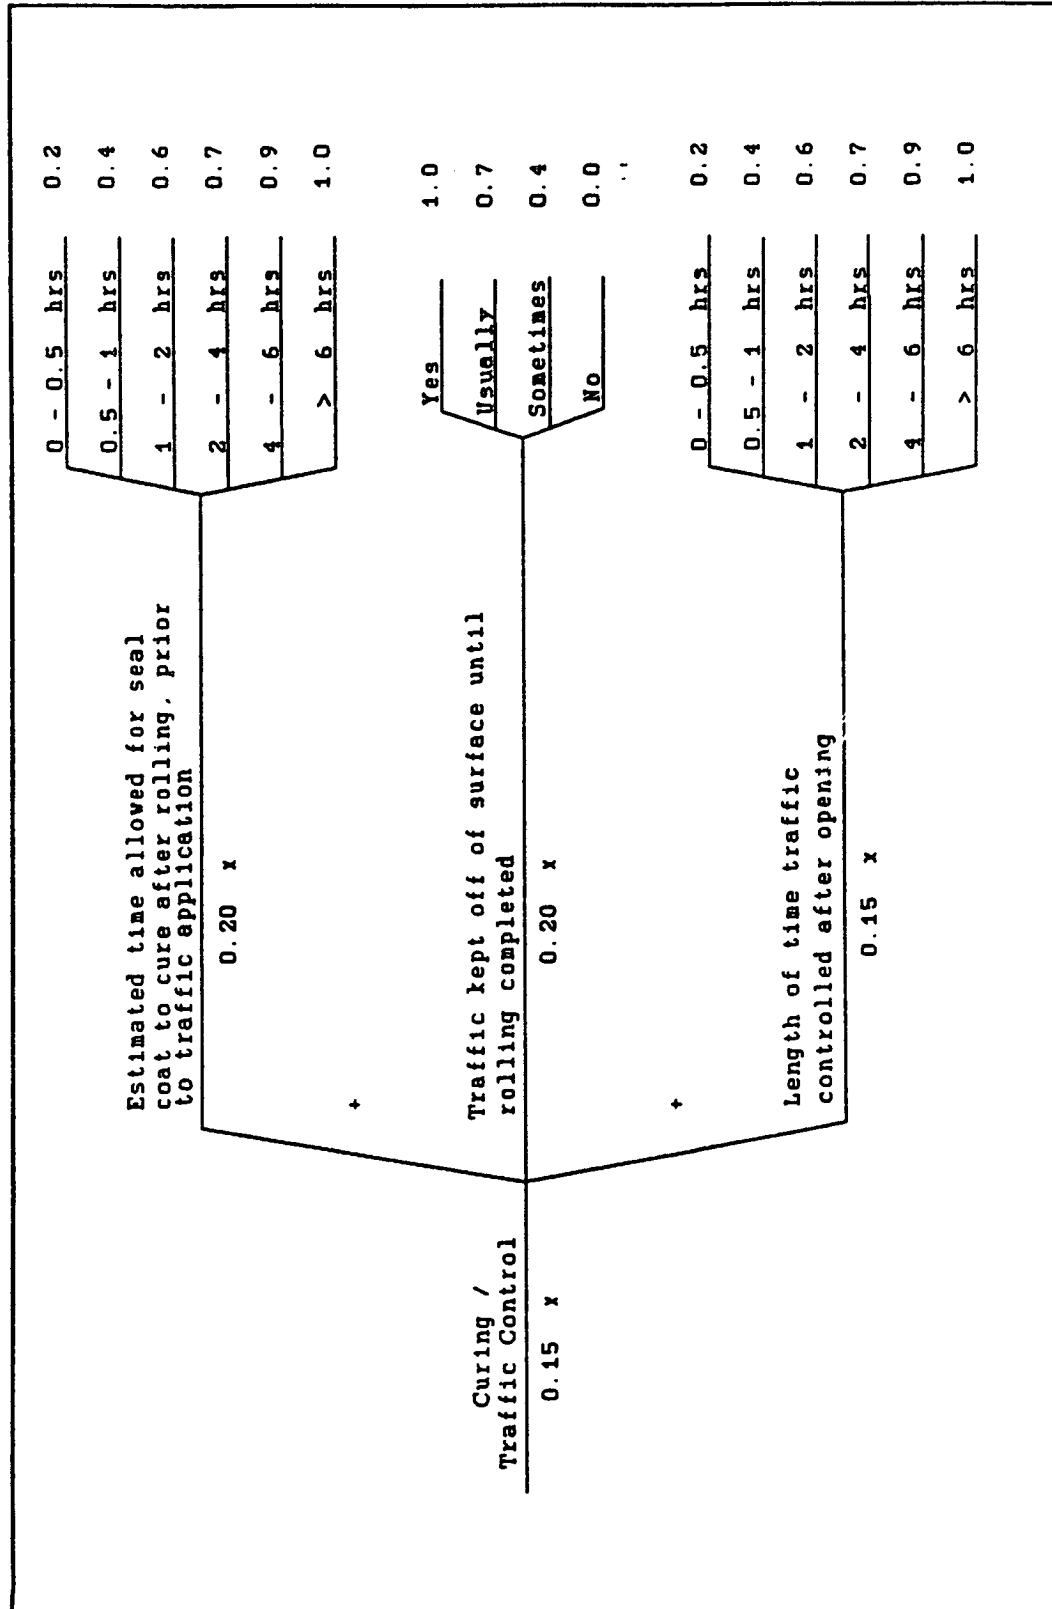 Curing /
Traffic Control
0.15 x
Estimated time allowed for seal
coat to cure after rolling, prior
to traffic application
0.20 x
0 - 0.5 hrs 0.2
0.5 - 1 hrs 0.4
1 - 2 hrs 0.6
2 - 4 hrs 0.7
4 - 6 hrs 0.9
> 6 hrs 1.0
+
Traffic kept off of surface until
rolling completed
0.20 x
Yes 1.0
Usually 0.7
Sometimes 0.4
No 0.0
+
Length of time traffic
controlled after opening
0.15 x
0 - 0.5 hrs 0.2
0.5 - 1 hrs 0.4
1 - 2 hrs 0.6
2 - 4 hrs 0.7
4 - 6 hrs 0.9
> 6 hrs 1.0